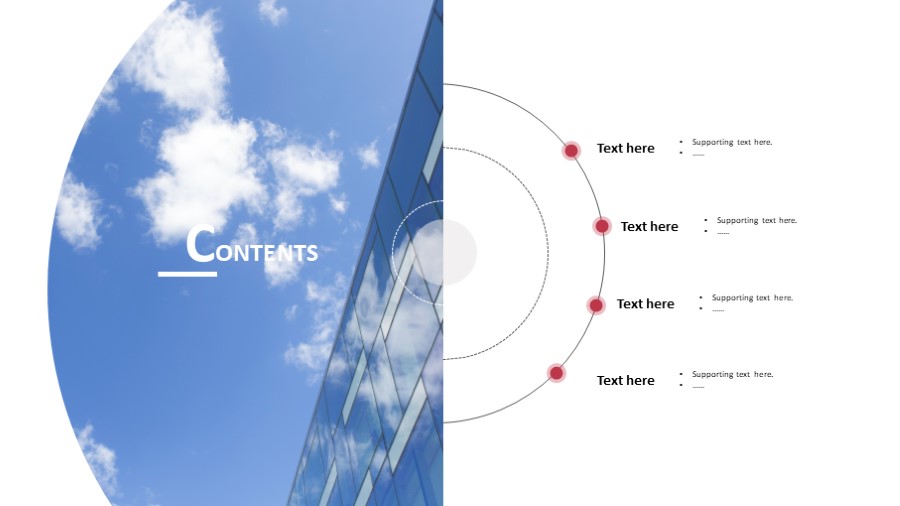 CONTENTS
Text here
• Supporting text here.
• ......
Text here
• Supporting text here.
• ......
Text here
• Supporting text here.
• ......
Text here
• Supporting text here.
• ......